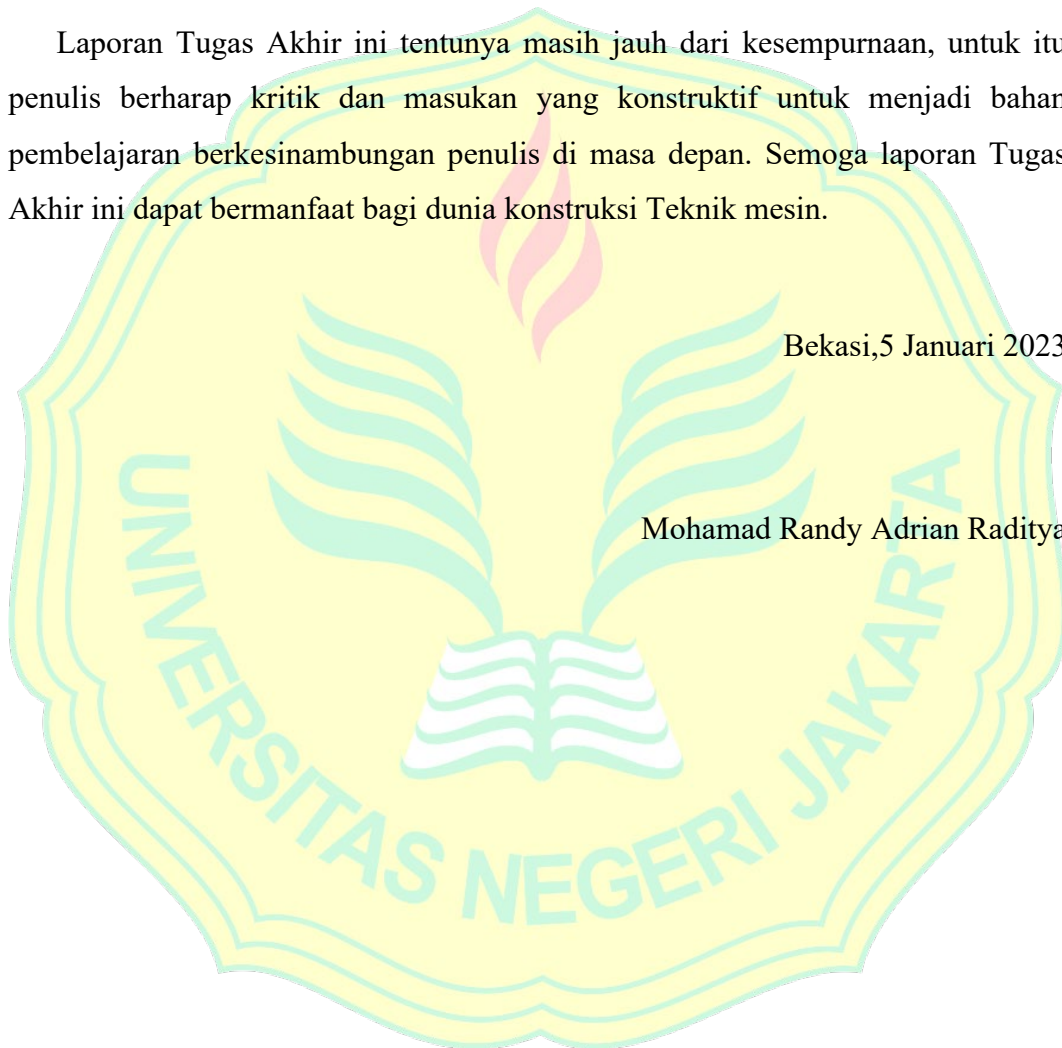 Laporan Tugas Akhir ini tentunya masih jauh dari kesempurnaan, untuk itu
penulis berharap kritik dan masukan yang konstruktif untuk menjadi bahan
pembelajaran berkesinambungan penulis di masa depan. Semoga laporan Tugas
Akhir ini dapat bermanfaat bagi dunia konstruksi Teknik mesin.
Bekasi,5 Januari 2023
Mohamad Randy Adrian Raditya
UNIVERSITAS NEGERI JAKARTA